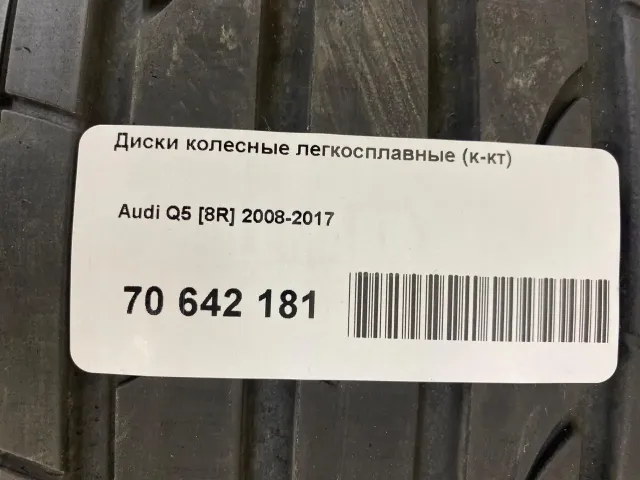 Диски колесные легкосплавные (к-кт)
Audi Q5 [8R] 2008-2017
70 642 181